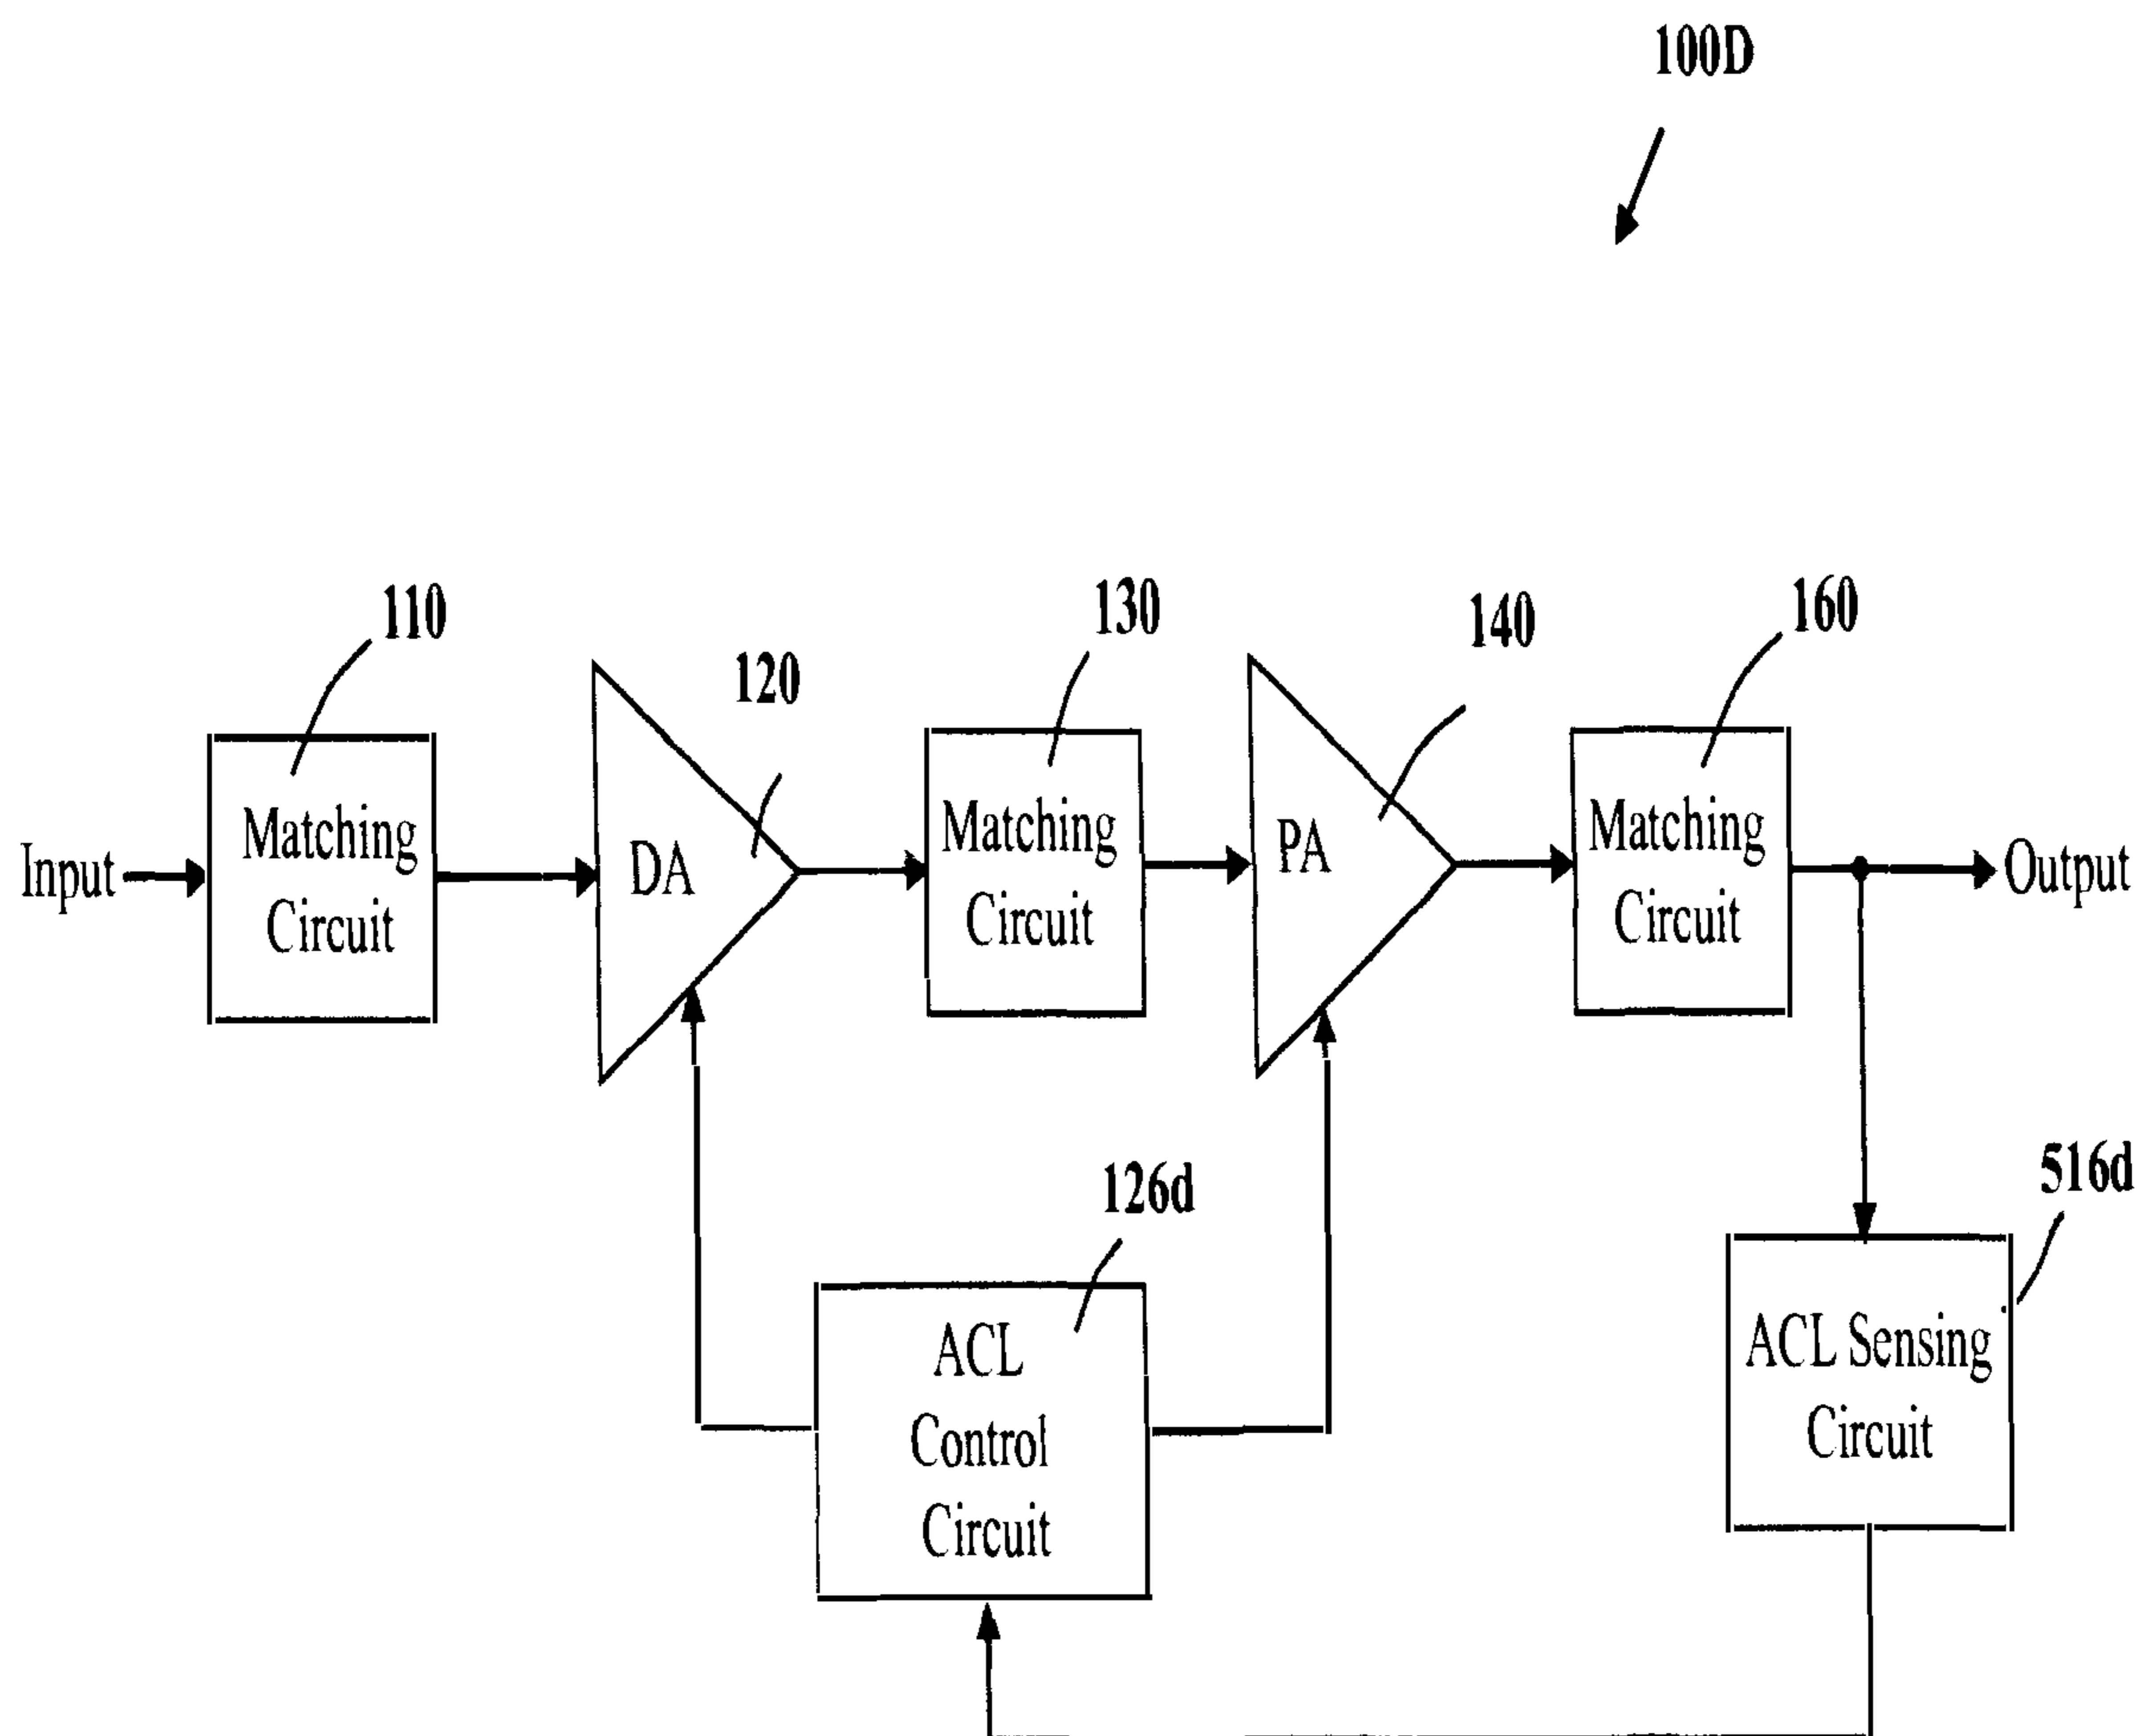 100D
110
120
130
140
160
Input
Matching
Circuit
DA
Matching
Circuit
PA
Matching
Circuit
Output
126d
516d
ACL
Control
Circuit
ACL Sensing
Circuit